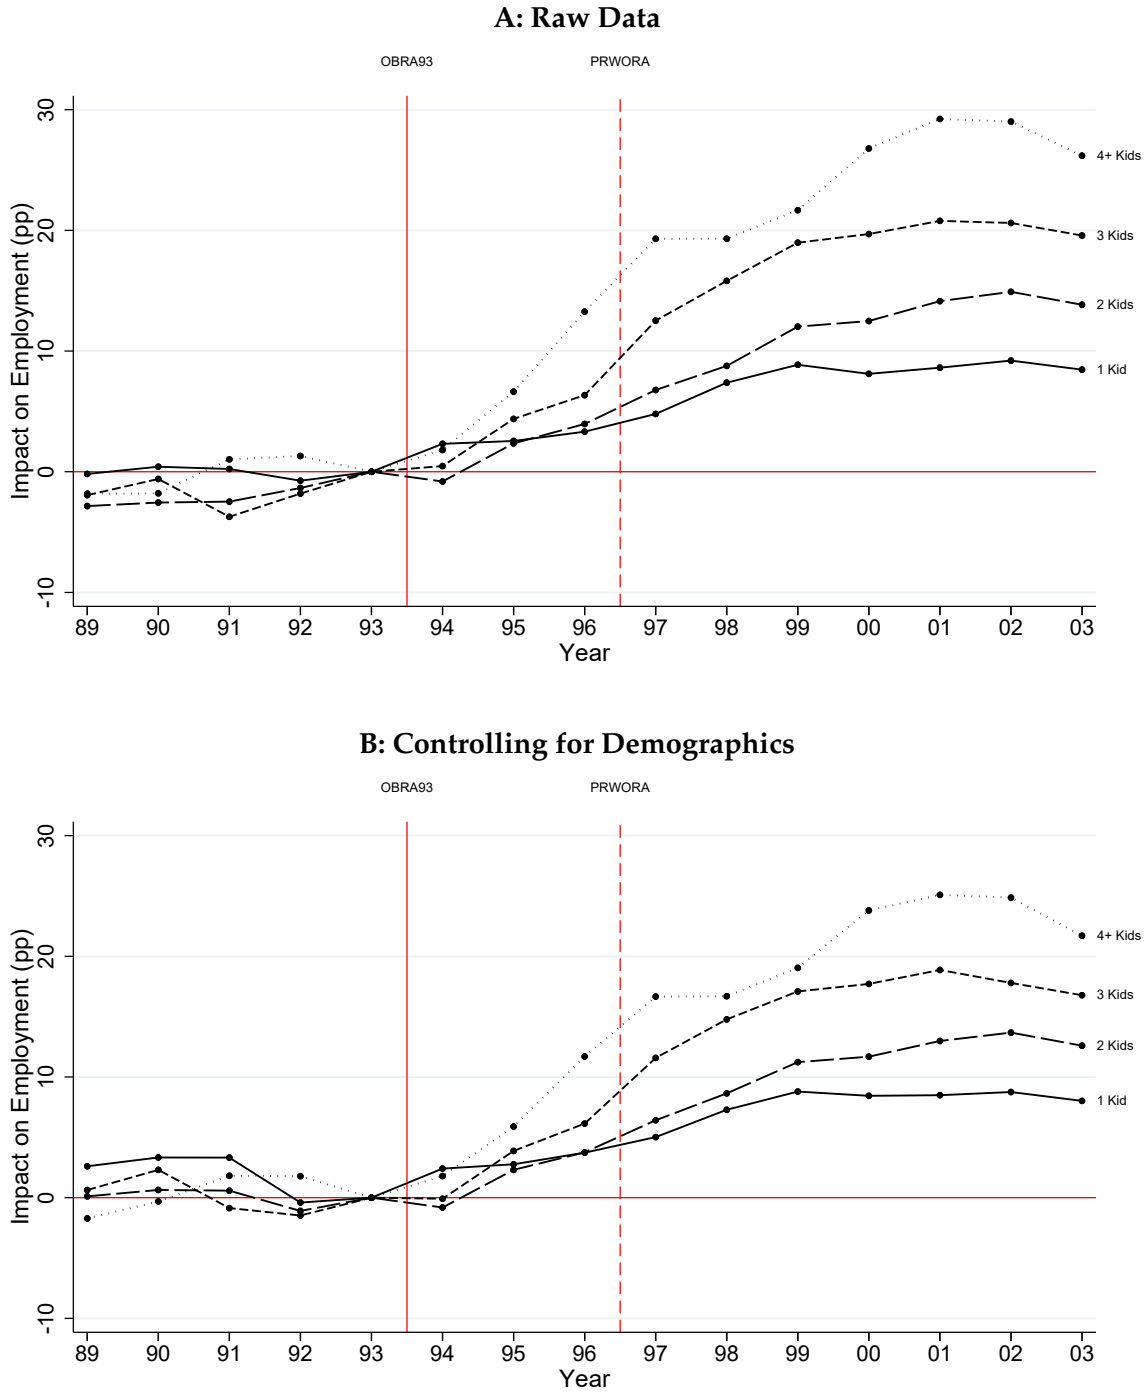 A: Raw Data
OBRA93 PRWORA
Impact on Employment (pp)
30
20
10
0
-10
4+ Kids
3 Kids
2 Kids
1 Kid
89 90 91 92 93 94 95 96 97 98 99 00 01 02 03
Year
B: Controlling for Demographics
OBRA93 PRWORA
Impact on Employment (pp)
30
20
10
0
-10
4+ Kids
3 Kids
2 Kids
1 Kid
89 90 91 92 93 94 95 96 97 98 99 00 01 02 03
Year